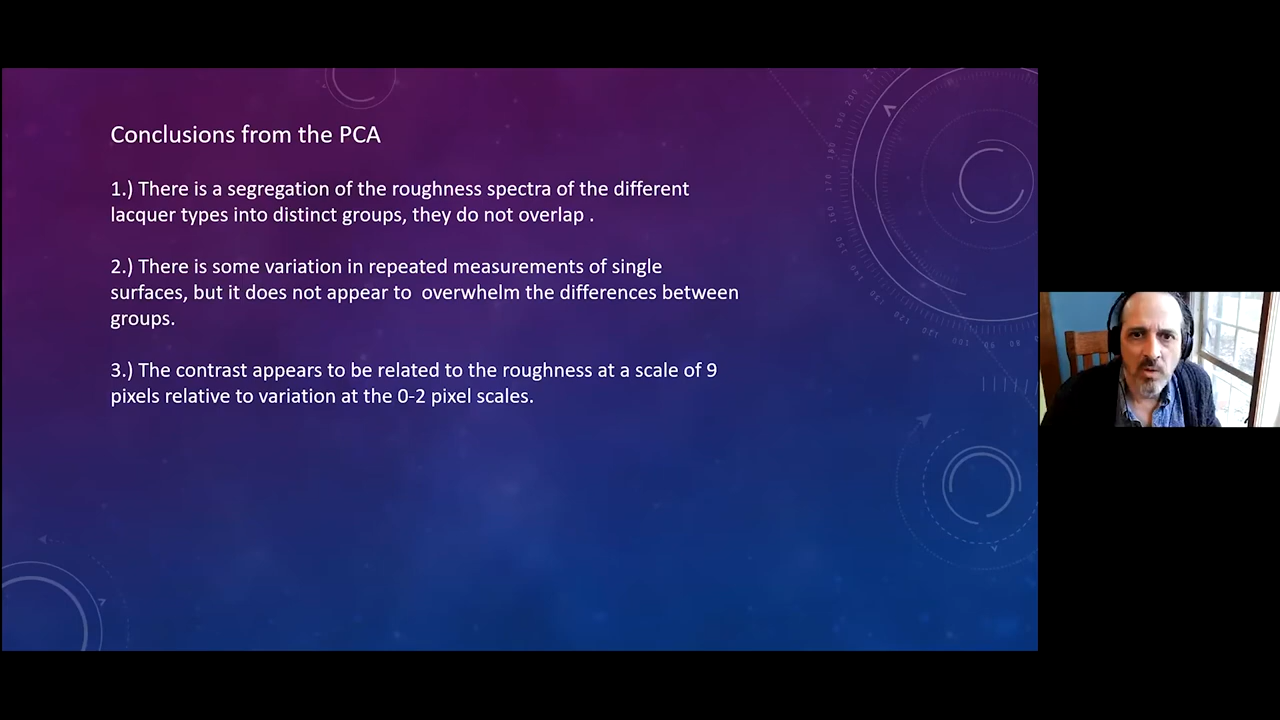 Conclusions from the PCA
1.) There is a segregation of the roughness spectra of the different
lacquer types into distinct groups, they do not overlap .
2.) There is some variation in repeated measurements of single
surfaces, but it does not appear to  overwhelm the differences between
groups.
3.) The contrast appears to be related to the roughness at a scale of 9
pixels relative to variation at the 0-2 pixel scales.